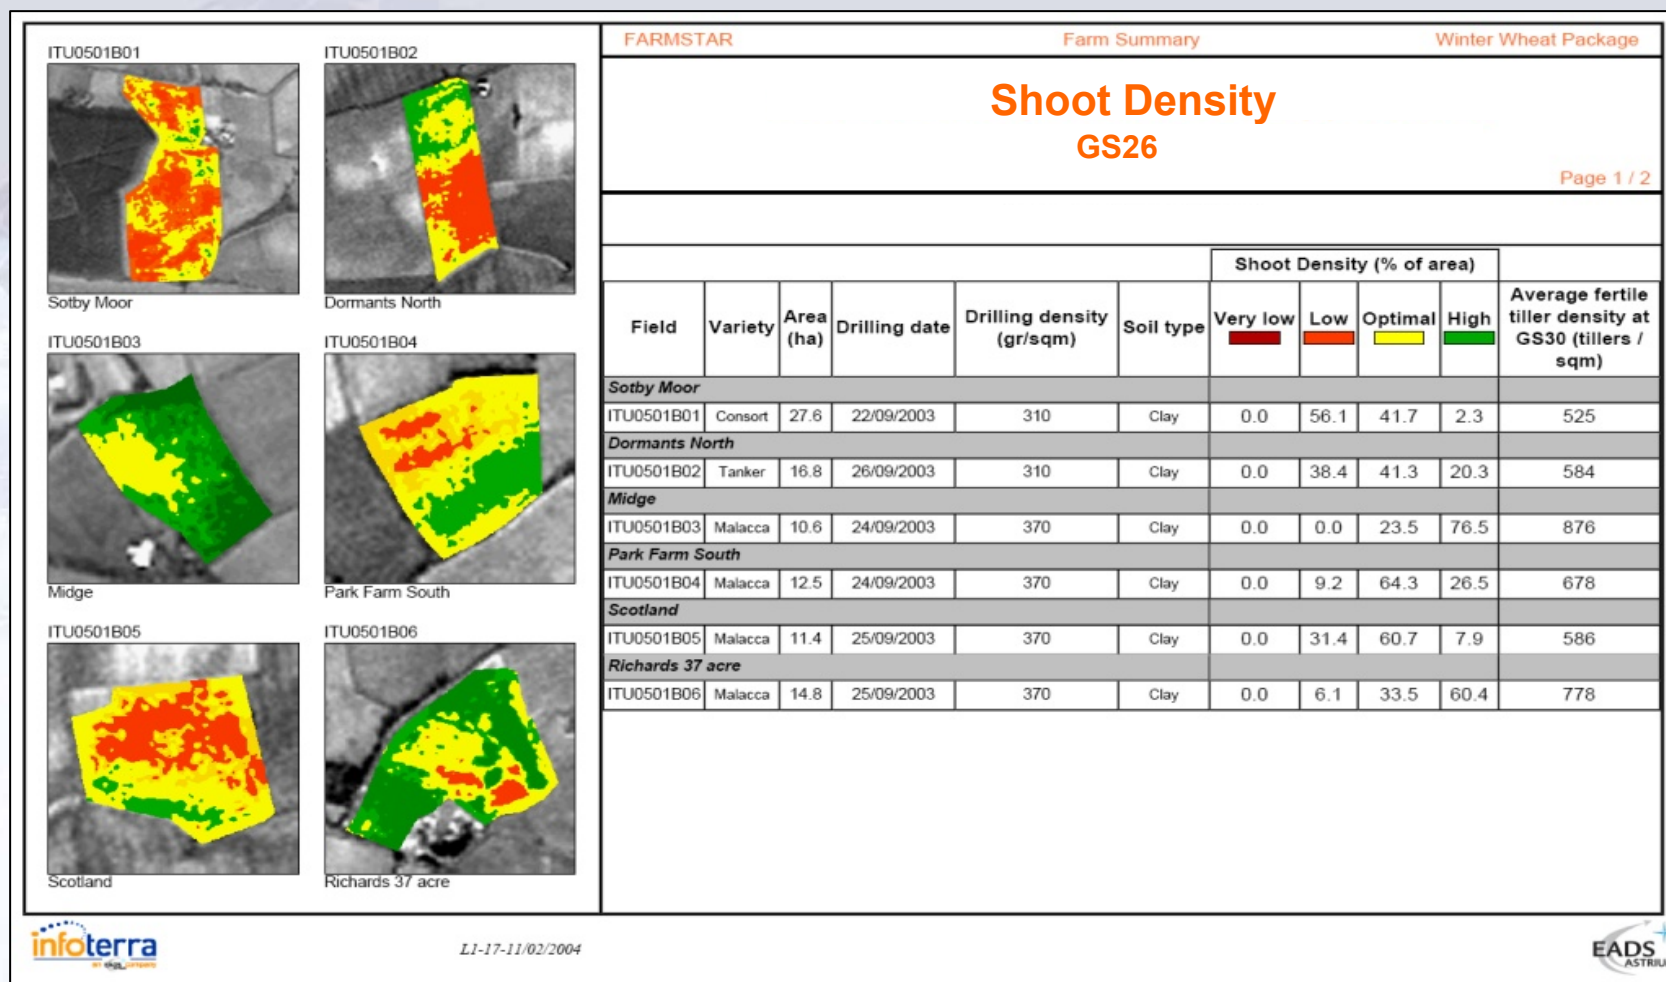 ITU0501B01
ITU0501B02
Sotby Moor
Dormants North
ITU0501B03
ITU0501B04
Midge
Park Farm South
ITU0501B05
ITU0501B06
Scotland
Richards 37 acre
FARMSTAR Farm Summary Winter Wheat Package
Shoot Density
GS26
Page 1 / 2
Shoot Density (% of area)
Field Variety Area (ha) Drilling date Drilling density (gr/sqm) Soil type Very low Low Optimal High Average fertile tiller density at GS30 (tillers / sqm)
Sotby Moor
ITU0501B01 Consort 27.6 22/09/2003 310 Clay 0.0 56.1 41.7 2.3 525
Dormants North
ITU0501B02 Tanker 16.8 26/09/2003 310 Clay 0.0 38.4 41.3 20.3 584
Midge
ITU0501B03 Malacca 10.6 24/09/2003 370 Clay 0.0 0.0 23.5 76.5 876
Park Farm South
ITU0501B04 Malacca 12.5 24/09/2003 370 Clay 0.0 9.2 64.3 26.5 678
Scotland
ITU0501B05 Malacca 11.4 25/09/2003 370 Clay 0.0 31.4 60.7 7.9 586
Richards 37 acre
ITU0501B06 Malacca 14.8 25/09/2003 370 Clay 0.0 6.1 33.5 60.4 778
infoterra
L1-17-11/02/2004
EADS
ASTRIU